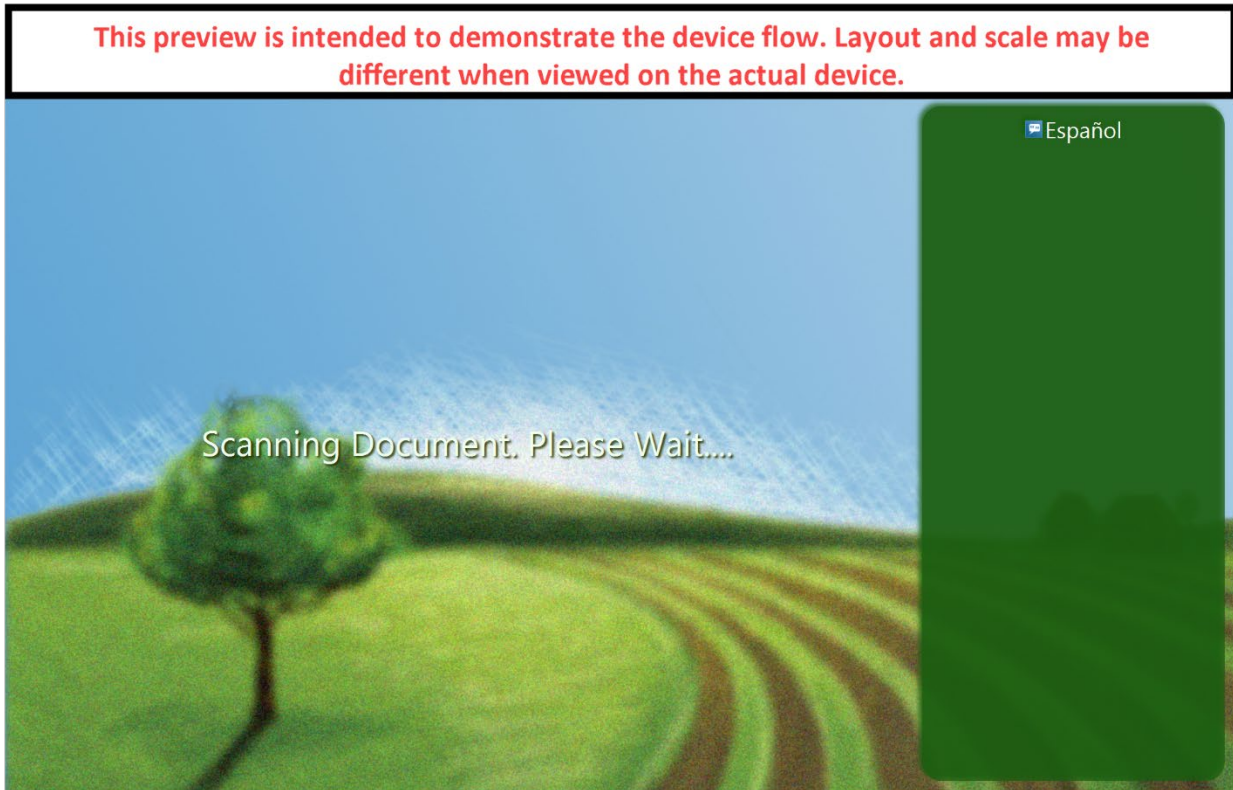 This preview is intended to demonstrate the device flow. Layout and scale may be
different when viewed on the actual device.
Español
Scanning Document. Please Wait....